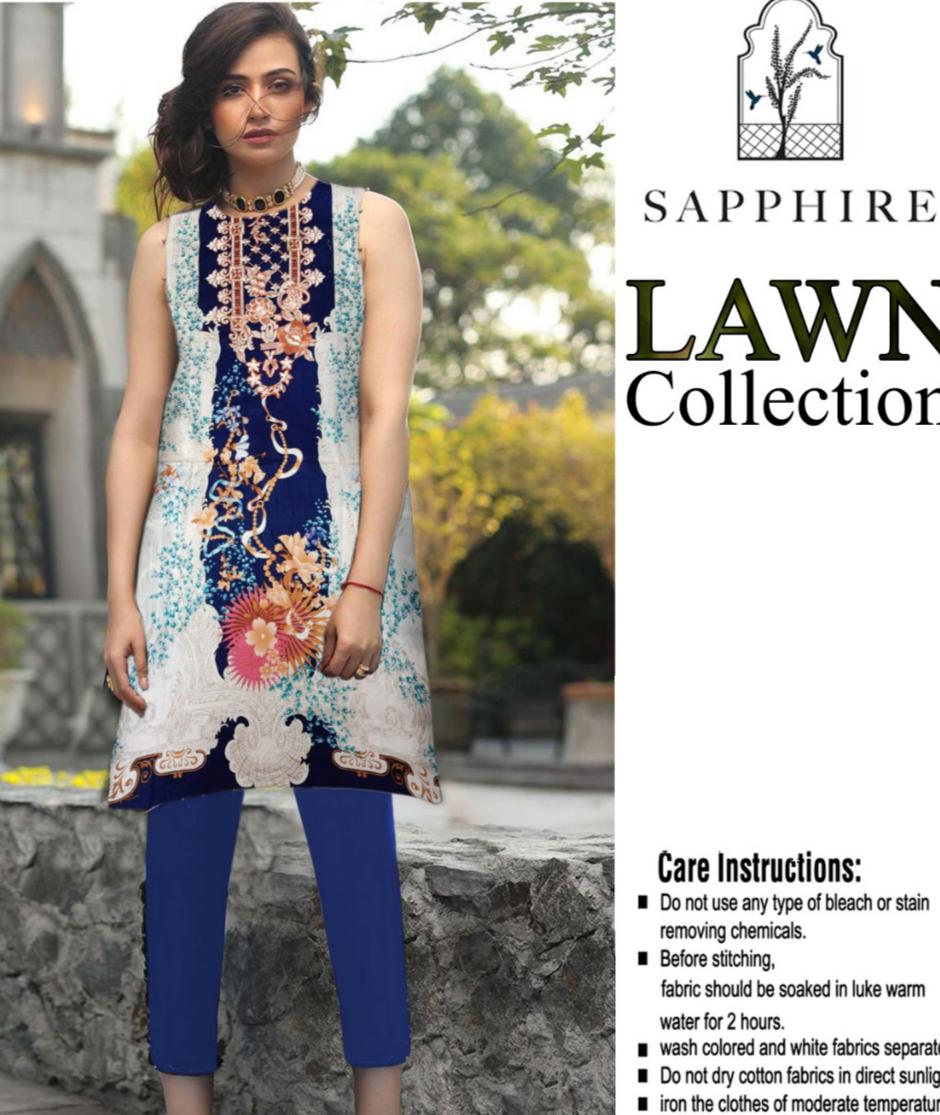 SAPPHIRE
LAWN
Collection
Care Instructions:
Do not use any type of bleach or stain
removing chemicals.
Before stitching,
fabric should be soaked in luke warm
water for 2 hours.
wash colored and white fabrics separate
Do not dry cotton fabrics in direct sunlig
iron the clothes of moderate temperatur